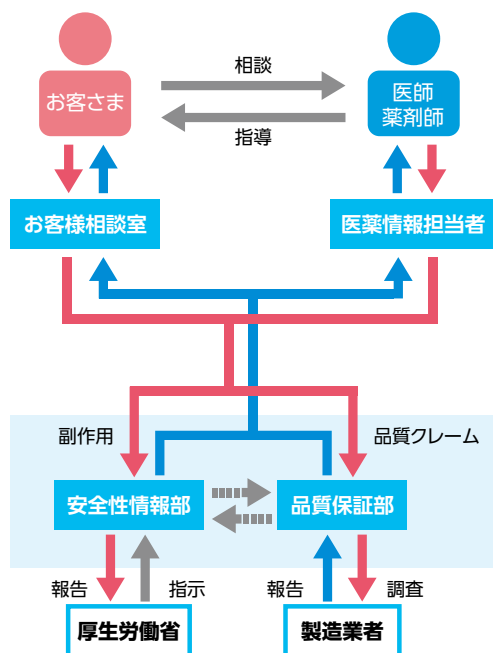 お客さま
相談
医師
薬剤師
指導
お客様相談室
医薬情報担当者
副作用
品質クレーム
安全性情報部
品質保証部
報告
指示
報告
調査
厚生労働省
製造業者